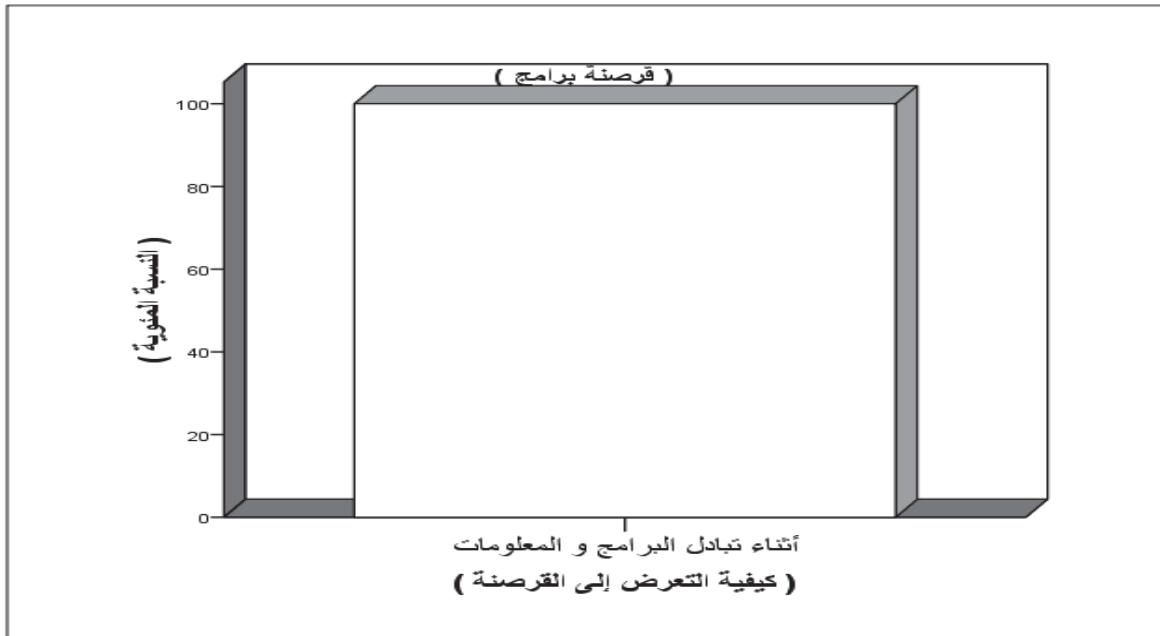 ( قرصنة برامج )
100
80
60
40
20
0
( النسبة المئوية )
أثناء تبادل البرامج و المعلومات
( كيفية التعرض إلى القرصنة )